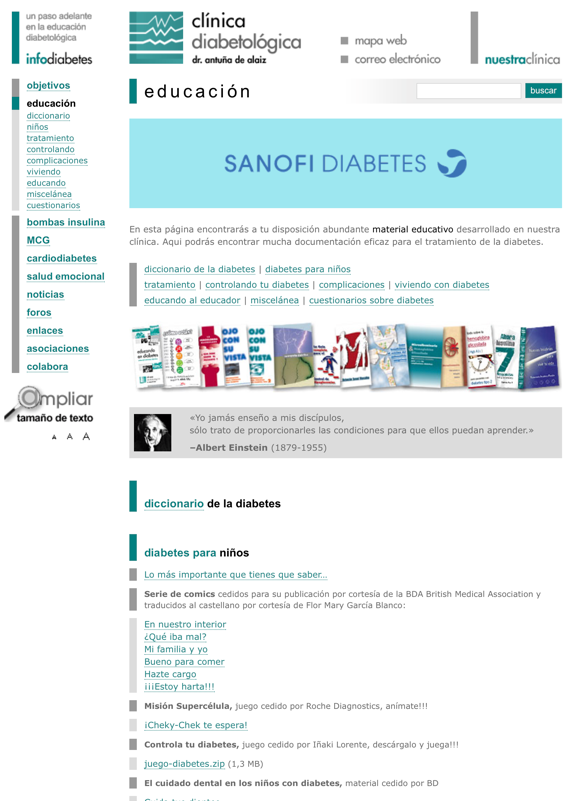 un paso adelante
en la educación
diabetológica
infodiabetes
clínica
diabetológica
dr. antuña de alaiz
mapa web
correo electrónico
nuestraclínica
objetivos
educación
diccionario
niños
tratamiento
controlando
complicaciones
viviendo
educando
miscelánea
cuestionarios
bombas insulina
MCG
cardiodiabetes
salud emocional
noticias
foros
enlaces
asociaciones
colabora
ampliar
tamaño de texto
A A A
educación
buscar
SANOFI DIABETES
En esta página encontrarás a tu disposición abundante material educativo desarrollado en nuestra
clínica. Aqui podrás encontrar mucha documentación eficaz para el tratamiento de la diabetes.
diccionario de la diabetes | diabetes para niños
tratamiento | controlando tu diabetes | complicaciones | viviendo con diabetes
educando al educador | miscelánea | cuestionarios sobre diabetes
OJO
CON SU
VISTA
OJO
CON SU
VISTA
Ahora
7
«Yo jamás enseño a mis discípulos,
sólo trato de proporcionarles las condiciones para que ellos puedan aprender.»
–Albert Einstein (1879-1955)
diccionario de la diabetes
diabetes para niños
Lo más importante que tienes que saber...
Serie de comics cedidos para su publicación por cortesía de la BDA British Medical Association y
traducidos al castellano por cortesía de Flor Mary García Blanco:
En nuestro interior
¿Qué iba mal?
Mi familia y yo
Bueno para comer
Hazte cargo
¡¡¡Estoy harta!!!
Misión Supercélula, juego cedido por Roche Diagnostics, anímate!!!
¡Cheky-Chek te espera!
Controla tu diabetes, juego cedido por Iñaki Lorente, descárgalo y juega!!!
juego-diabetes.zip (1,3 MB)
El cuidado dental en los niños con diabetes, material cedido por BD